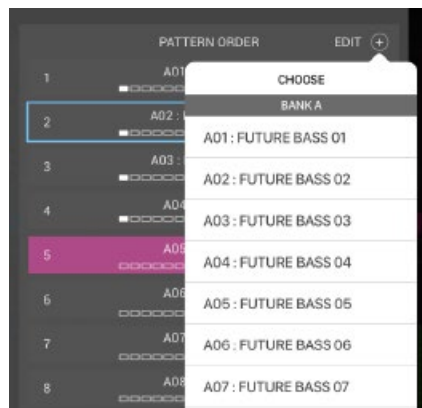 PATTERN ORDER EDIT +
1 A01
2 A02 :
3 A03 :
4 A04
5 A05
6 A06
7 A07
8 A08
CHOOSE
BANK A
A01 : FUTURE BASS 01
A02 : FUTURE BASS 02
A03 : FUTURE BASS 03
A04 : FUTURE BASS 04
A05 : FUTURE BASS 05
A06 : FUTURE BASS 06
A07 : FUTURE BASS 07